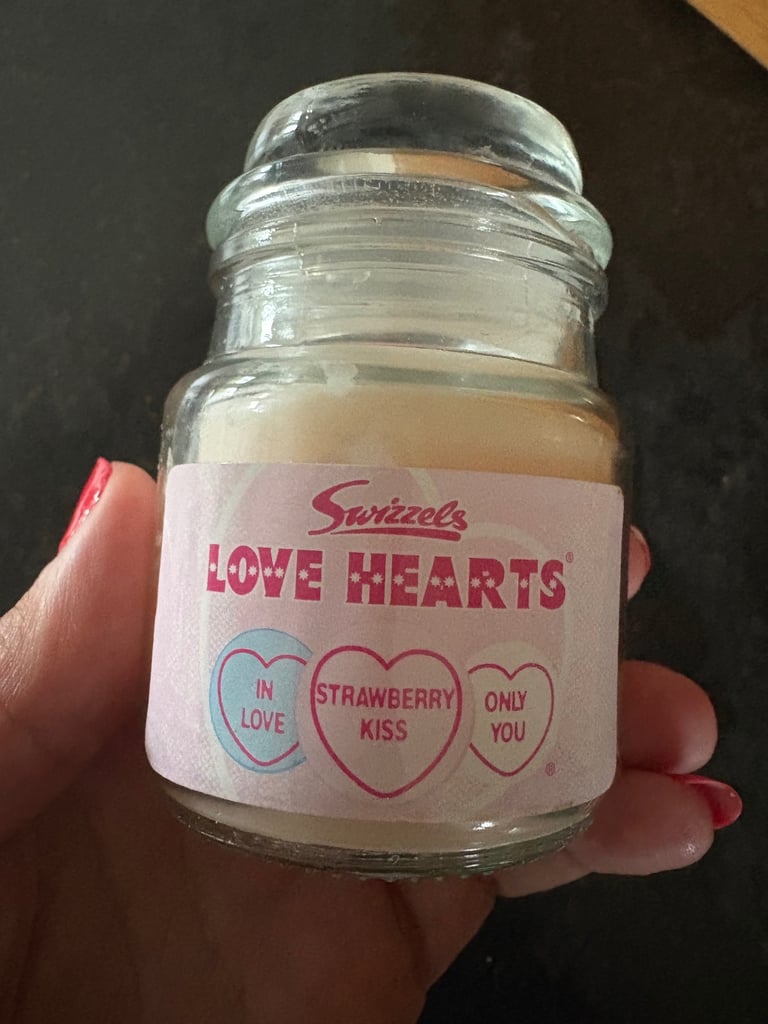 Swizzels
LOVE HEARTS®
IN
LOVE
STRAWBERRY
KISS
ONLY
YOU
®